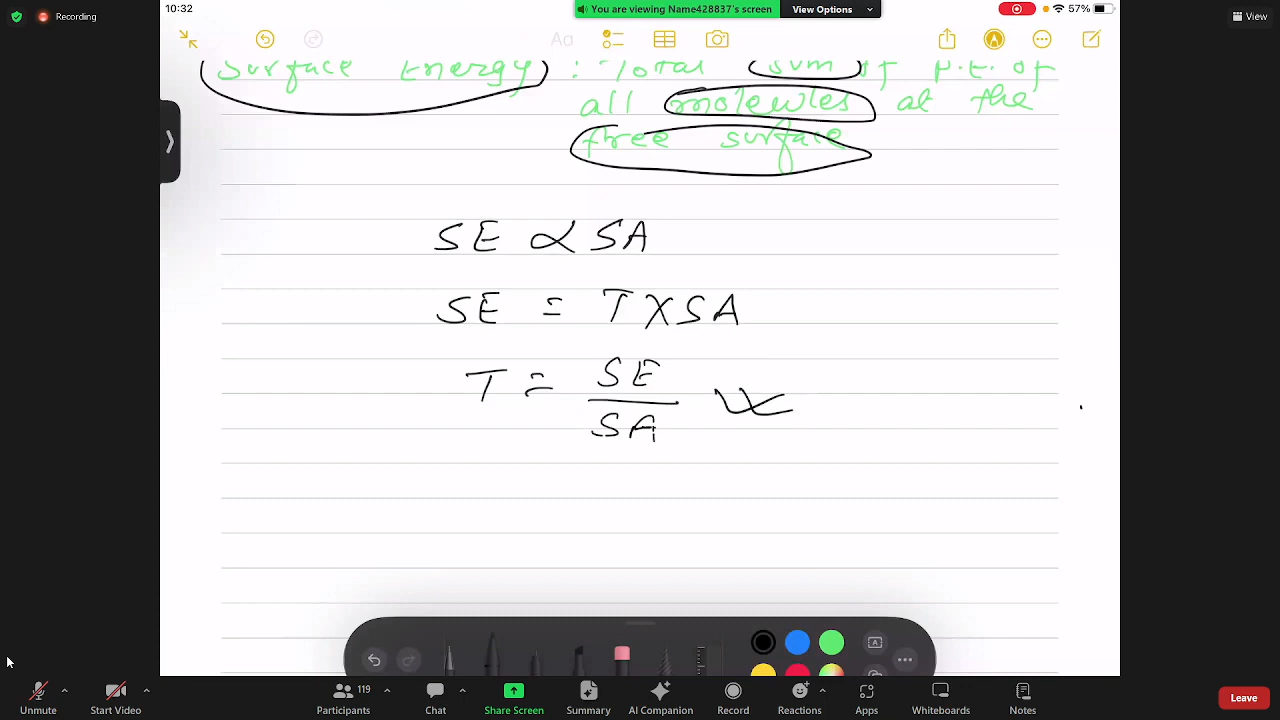 10:32
You are viewing Name428837's screen
View Options
57%
Recording
View
Aa
Surface Energy : Total sum of P.E. of
all molecules at the
free surface
SE ∝ SA
SE = T X SA
T = SE
SA
Unmute
Start Video
Participants
119
Chat
Share Screen
Summary
AI Companion
Record
Reactions
Apps
Whiteboards
Notes
Leave